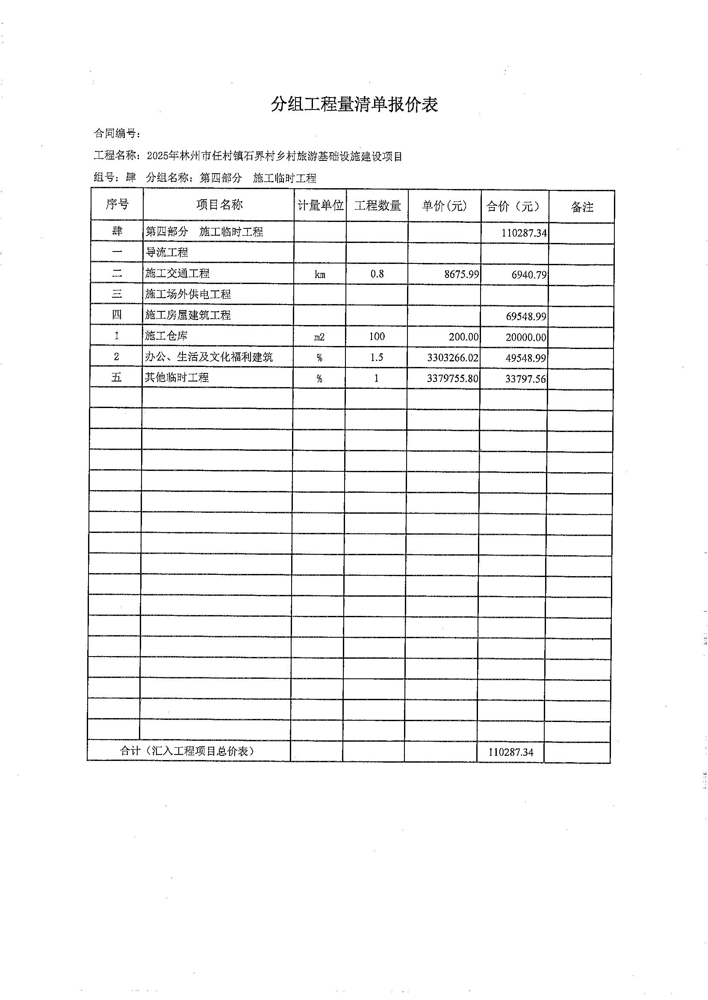 分组工程量清单报价表
合同编号：
工程名称：2025年林州市任村镇石界村乡村旅游基础设施建设项目
组号：肆 分组名称：第四部分 施工临时工程
序号 项目名称 计量单位 工程数量 单价(元) 合价（元） 备注
肆 第四部分 施工临时工程 110287.34
一 导流工程
二 施工交通工程 km 0.8 8675.99 6940.79
三 施工场外供电工程
四 施工房屋建筑工程 69548.99
1 施工仓库 m2 100 200.00 20000.00
2 办公、生活及文化福利建筑 % 1.5 3303266.02 49548.99
五 其他临时工程 % 1 3379755.80 33797.56
合计（汇入工程项目总价表） 110287.34